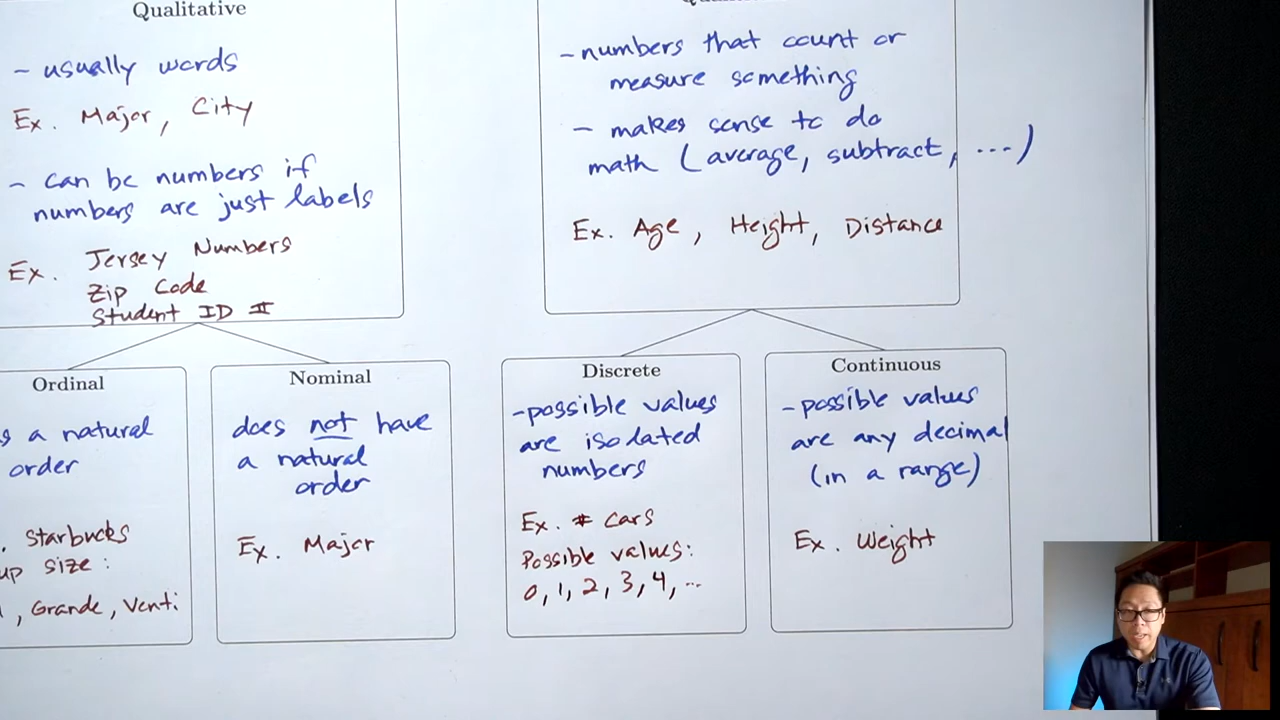 Qualitative
- usually words
Ex. Major, City
- can be numbers if
numbers are just labels
Ex. Jersey Numbers
Zip Code
Student ID #
- numbers that count or
measure something
- makes sense to do
math (average, subtract, ...)
Ex. Age, Height, Distance
Ordinal
a natural
order
Starbucks
size:
, Grande, Venti
Nominal
does not have
a natural
order
Ex. Major
Discrete
- possible values
are isolated
numbers
Ex. # Cars
Possible values:
0, 1, 2, 3, 4, ...
Continuous
- possible values
are any decimal
(in a range)
Ex. Weight